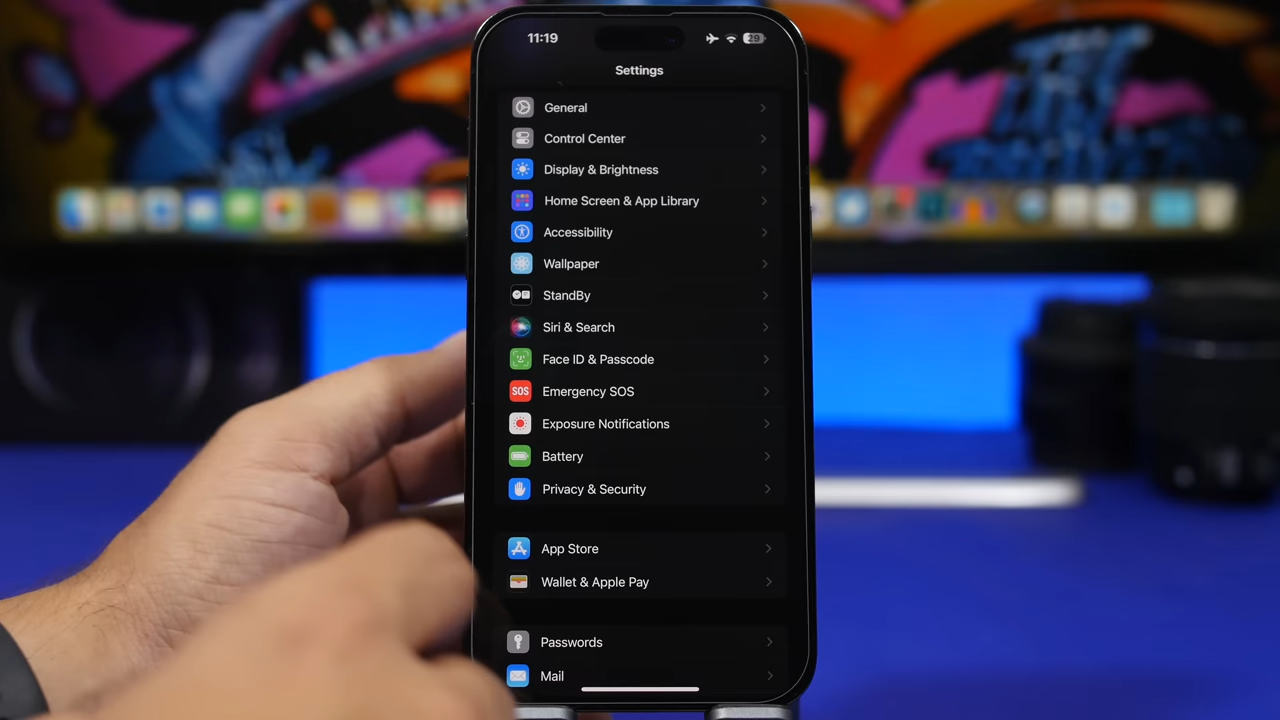 11:19
29
Settings
General
Control Center
Display & Brightness
Home Screen & App Library
Accessibility
Wallpaper
StandBy
Siri & Search
Face ID & Passcode
SOS
Emergency SOS
Exposure Notifications
Battery
Privacy & Security
App Store
Wallet & Apple Pay
Passwords
Mail